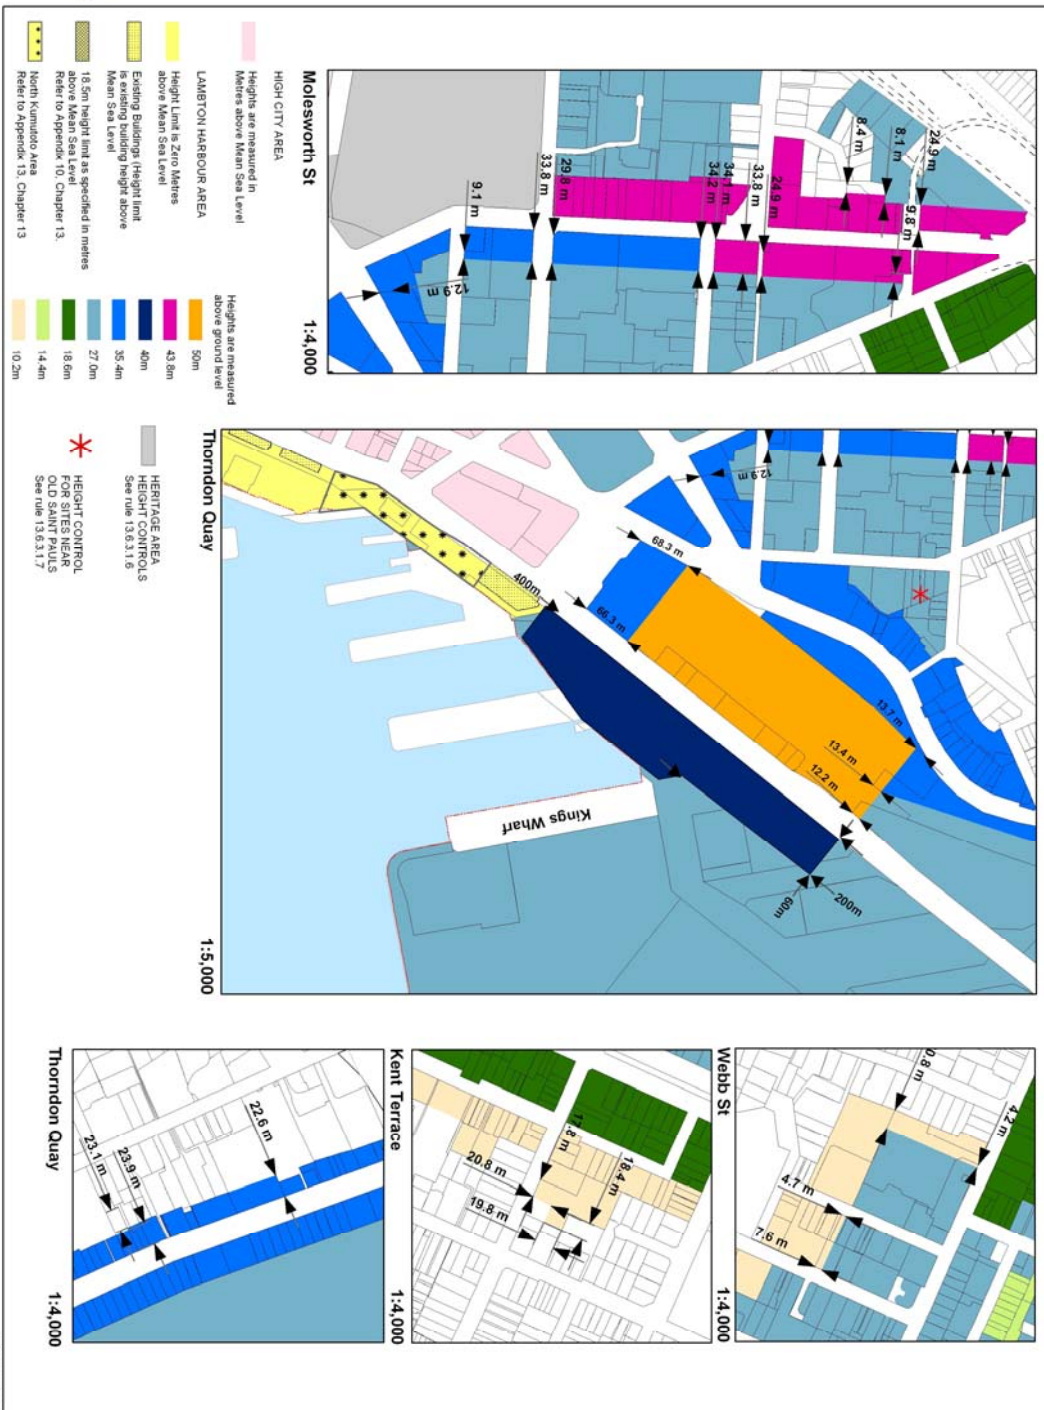 Molesworth St
1:4,000
24.9 m
8.1 m
8.4 m
9.8 m
24.9 m
33.8 m
34.1 m
34.2 m
29.8 m
33.8 m
9.1 m
12.9 m
Thorndon Quay
1:5,000
12.9 m
68.3 m
66.3 m
400m
13.7 m
13.4 m
12.2 m
200m
60m
Kings Wharf
Webb St
1:4,000
0.8 m
4.2 m
4.7 m
7.6 m
Kent Terrace
1:4,000
17.8 m
18.4 m
20.8 m
19.8 m
Thorndon Quay
1:4,000
22.6 m
23.9 m
23.1 m
HIGH CITY AREA
Heights are measured in
Metres above Mean Sea Level
LAMBTON HARBOUR AREA
Height Limit is Zero Metres
above Mean Sea Level
Existing Buildings (Height limit
is existing building height above
Mean Sea Level
18.5m height limit as specified in metres
above Mean Sea Level
Refer to Appendix 10, Chapter 13.
North Kumutoto Area
Refer to Appendix 13, Chapter 13
Heights are measured
above ground level
50m
43.8m
40m
35.4m
27.0m
18.6m
14.4m
10.2m
HERITAGE AREA
HEIGHT CONTROLS
See rule 13.6.3.1.6
HEIGHT CONTROL
FOR SITES NEAR
OLD SAINT PAULS
See rule 13.6.3.1.7